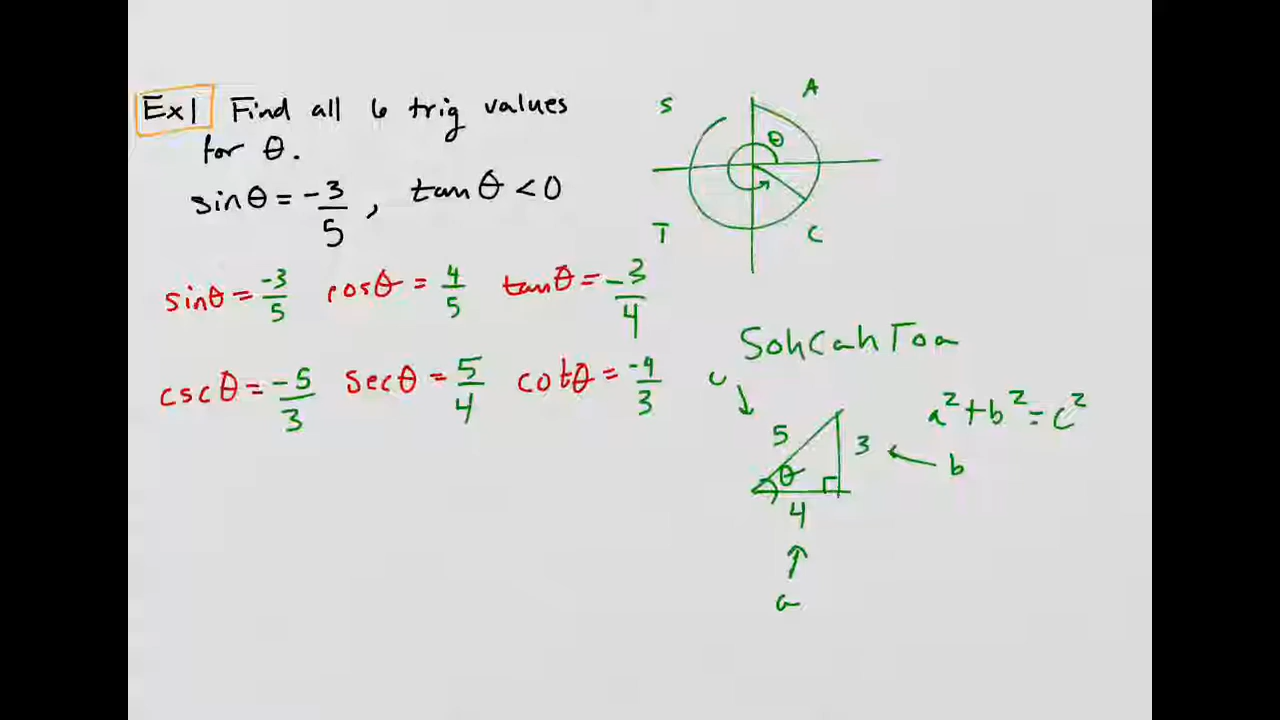 Ex1 Find all 6 trig values
for θ.
sinθ = -3/5, tanθ < 0
sinθ = -3/5 cosθ = 4/5 tanθ = -3/4
cscθ = -5/3 secθ = 5/4 cotθ = -4/3
S A
θ
T C
SohCahToa
c
a² + b² = c²
5 3
b
θ
4
a